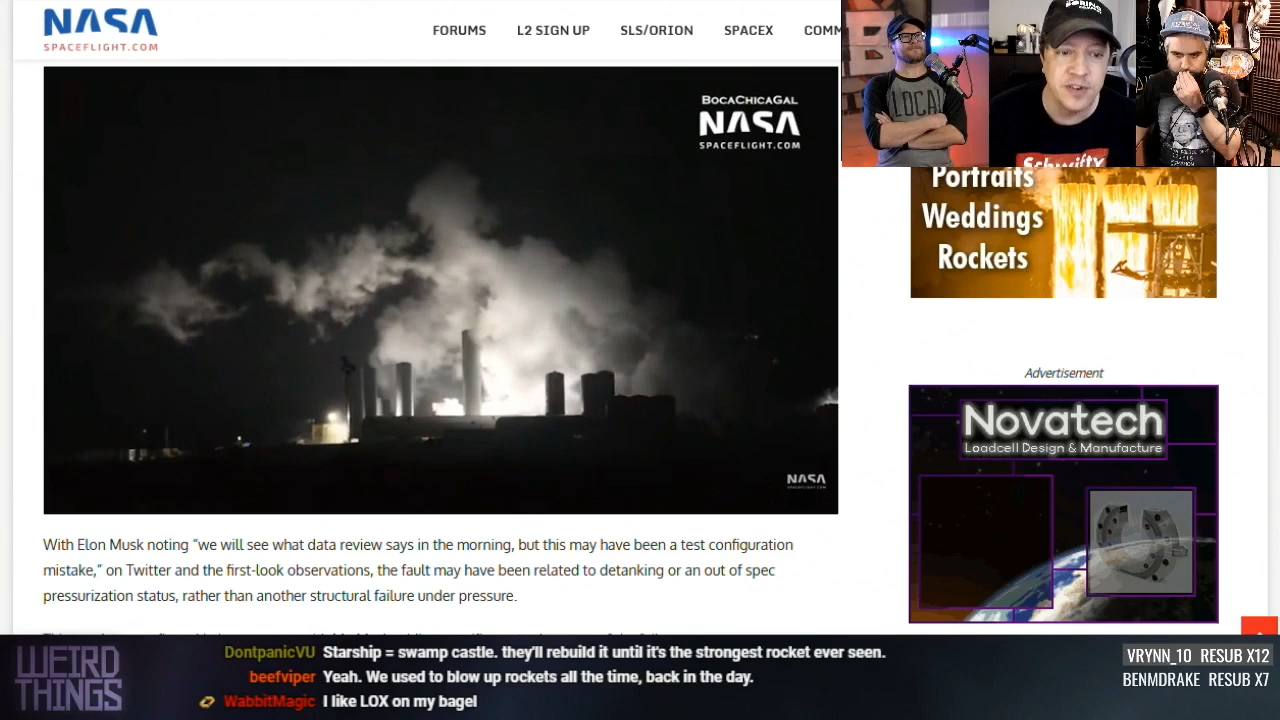 NASA
SPACEFLIGHT.COM
FORUMS
L2 SIGN UP
SLS/ORION
SPACEX
COMM
BOCACHICAGAL
NASA
SPACEFLIGHT.COM
NASA
LOCAL
Schwifty
Portraits
Weddings
Rockets
Advertisement
Novatech
Loadcell Design & Manufacture
With Elon Musk noting “we will see what data review says in the morning, but this may have been a test configuration
mistake,” on Twitter and the first-look observations, the fault may have been related to detanking or an out of spec
pressurization status, rather than another structural failure under pressure.
WEIRD
THINGS
DontpanicVU Starship = swamp castle. they'll rebuild it until it's the strongest rocket ever seen.
beefviper Yeah. We used to blow up rockets all the time, back in the day.
WabbitMagic I like LOX on my bagel
VRYNN_10 RESUB X12
BENMDRAKE RESUB X7